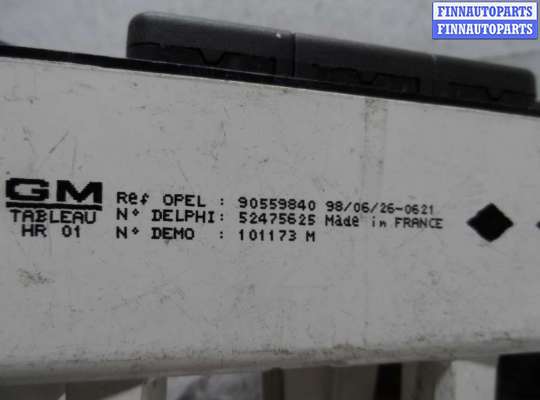 FINNAUTOPARTS
FINNAUTOPARTS
GM
TABLEAU
HR 01
Ref OPEL : 90559840 98/06/26-0621
N° DELPHI: 52475625 Made in FRANCE
N° DEMO : 101173 M